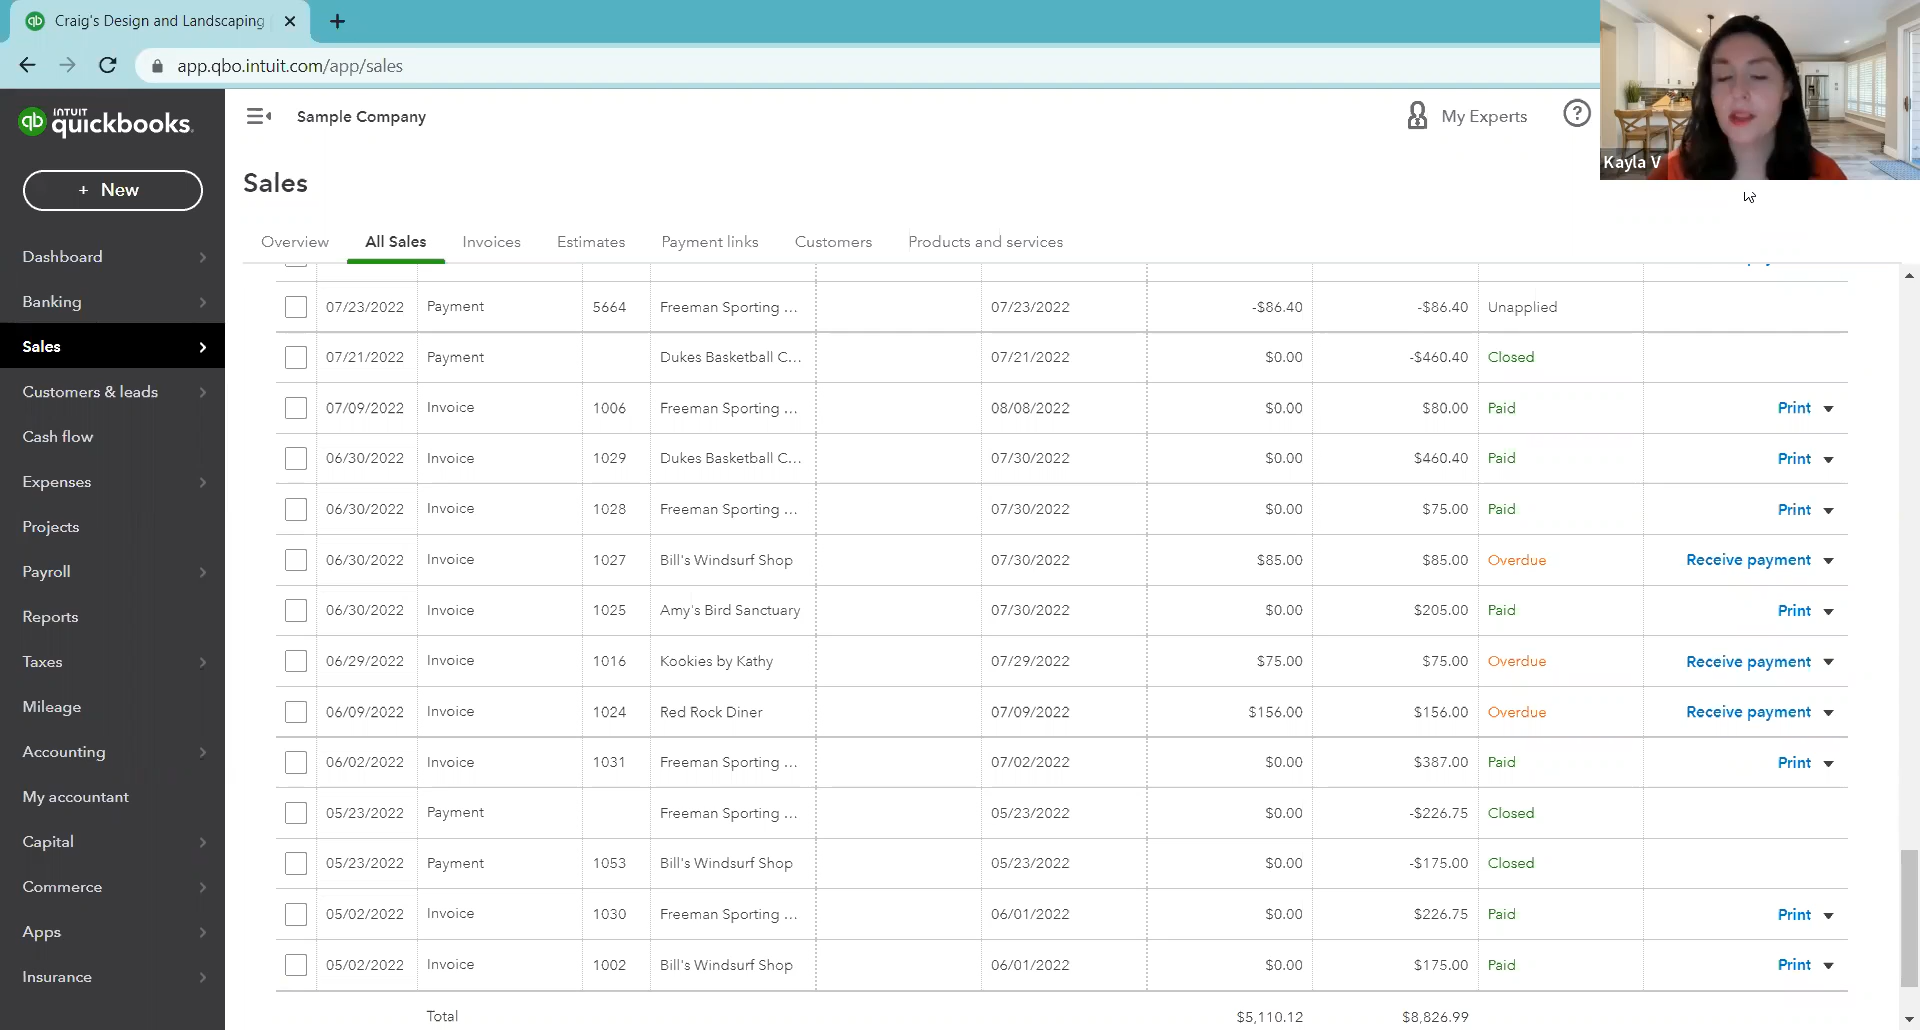 Craig's Design and Landscaping
app.qbo.intuit.com/app/sales
INTUIT
quickbooks
+ New
Dashboard
Banking
Sales
Customers & leads
Cash flow
Expenses
Projects
Payroll
Reports
Taxes
Mileage
Accounting
My accountant
Capital
Commerce
Apps
Insurance
Sample Company
My Experts
Kayla V
Sales
Overview All Sales Invoices Estimates Payment links Customers Products and services
07/23/2022 Payment 5664 Freeman Sporting ... 07/23/2022 -$86.40 -$86.40 Unapplied
07/21/2022 Payment Dukes Basketball C... 07/21/2022 $0.00 -$460.40 Closed
07/09/2022 Invoice 1006 Freeman Sporting ... 08/08/2022 $0.00 $80.00 Paid Print
06/30/2022 Invoice 1029 Dukes Basketball C... 07/30/2022 $0.00 $460.40 Paid Print
06/30/2022 Invoice 1028 Freeman Sporting ... 07/30/2022 $0.00 $75.00 Paid Print
06/30/2022 Invoice 1027 Bill's Windsurf Shop 07/30/2022 $85.00 $85.00 Overdue Receive payment
06/30/2022 Invoice 1025 Amy's Bird Sanctuary 07/30/2022 $0.00 $205.00 Paid Print
06/29/2022 Invoice 1016 Kookies by Kathy 07/29/2022 $75.00 $75.00 Overdue Receive payment
06/09/2022 Invoice 1024 Red Rock Diner 07/09/2022 $156.00 $156.00 Overdue Receive payment
06/02/2022 Invoice 1031 Freeman Sporting ... 07/02/2022 $0.00 $387.00 Paid Print
05/23/2022 Payment Freeman Sporting ... 05/23/2022 $0.00 -$226.75 Closed
05/23/2022 Payment 1053 Bill's Windsurf Shop 05/23/2022 $0.00 -$175.00 Closed
05/02/2022 Invoice 1030 Freeman Sporting ... 06/01/2022 $0.00 $226.75 Paid Print
05/02/2022 Invoice 1002 Bill's Windsurf Shop 06/01/2022 $0.00 $175.00 Paid Print
Total $5,110.12 $8,826.99